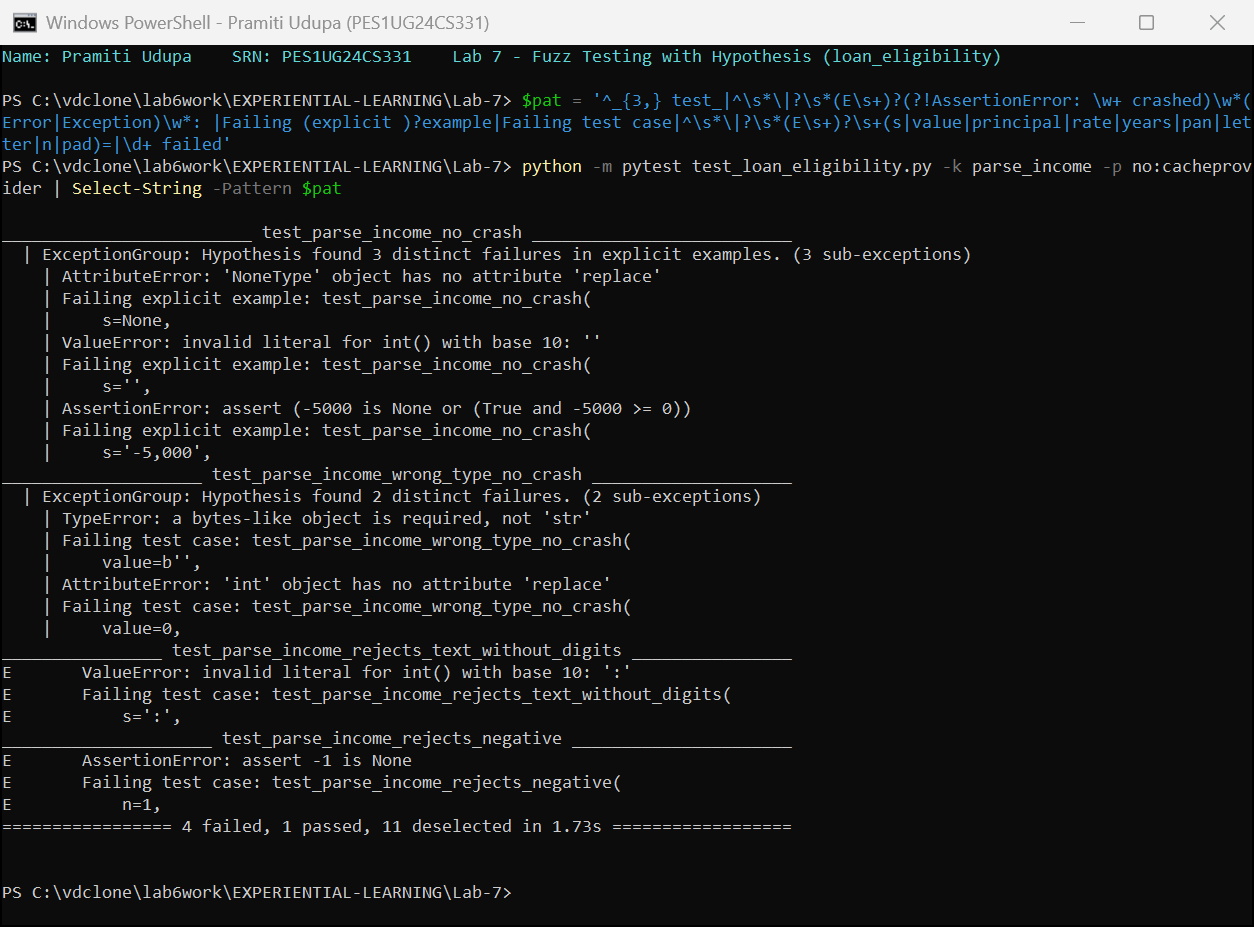 Windows PowerShell - Pramiti Udupa (PES1UG24CS331)
Name: Pramiti Udupa    SRN: PES1UG24CS331    Lab 7 - Fuzz Testing with Hypothesis (loan_eligibility)
PS C:\vdclone\lab6work\EXPERIENTIAL-LEARNING\Lab-7> $pat = '^_{3,} test_|^\s*\|?\s*(E\s+)?(?!AssertionError: \w+ crashed)\w*(
Error|Exception)\w*: |Failing (explicit )?example|Failing test case|^\s*\|?\s*(E\s+)?\s+(s|value|principal|rate|years|pan|let
ter|n|pad)=|\d+ failed'
PS C:\vdclone\lab6work\EXPERIENTIAL-LEARNING\Lab-7> python -m pytest test_loan_eligibility.py -k parse_income -p no:cacheprov
ider | Select-String -Pattern $pat
_________________________ test_parse_income_no_crash __________________________
  | ExceptionGroup: Hypothesis found 3 distinct failures in explicit examples. (3 sub-exceptions)
    | AttributeError: 'NoneType' object has no attribute 'replace'
    | Failing explicit example: test_parse_income_no_crash(
    |     s=None,
    | ValueError: invalid literal for int() with base 10: ''
    | Failing explicit example: test_parse_income_no_crash(
    |     s='',
    | AssertionError: assert (-5000 is None or (True and -5000 >= 0))
    | Failing explicit example: test_parse_income_no_crash(
    |     s='-5,000',
____________________ test_parse_income_wrong_type_no_crash ____________________
  | ExceptionGroup: Hypothesis found 2 distinct failures. (2 sub-exceptions)
    | TypeError: a bytes-like object is required, not 'str'
    | Failing test case: test_parse_income_wrong_type_no_crash(
    |     value=b'',
    | AttributeError: 'int' object has no attribute 'replace'
    | Failing test case: test_parse_income_wrong_type_no_crash(
    |     value=0,
________________ test_parse_income_rejects_text_without_digits ________________
E       ValueError: invalid literal for int() with base 10: ':'
E       Failing test case: test_parse_income_rejects_text_without_digits(
E           s=':',
_____________________ test_parse_income_rejects_negative ______________________
E       AssertionError: assert -1 is None
E       Failing test case: test_parse_income_rejects_negative(
E           n=1,
================= 4 failed, 1 passed, 11 deselected in 1.73s ==================
PS C:\vdclone\lab6work\EXPERIENTIAL-LEARNING\Lab-7>